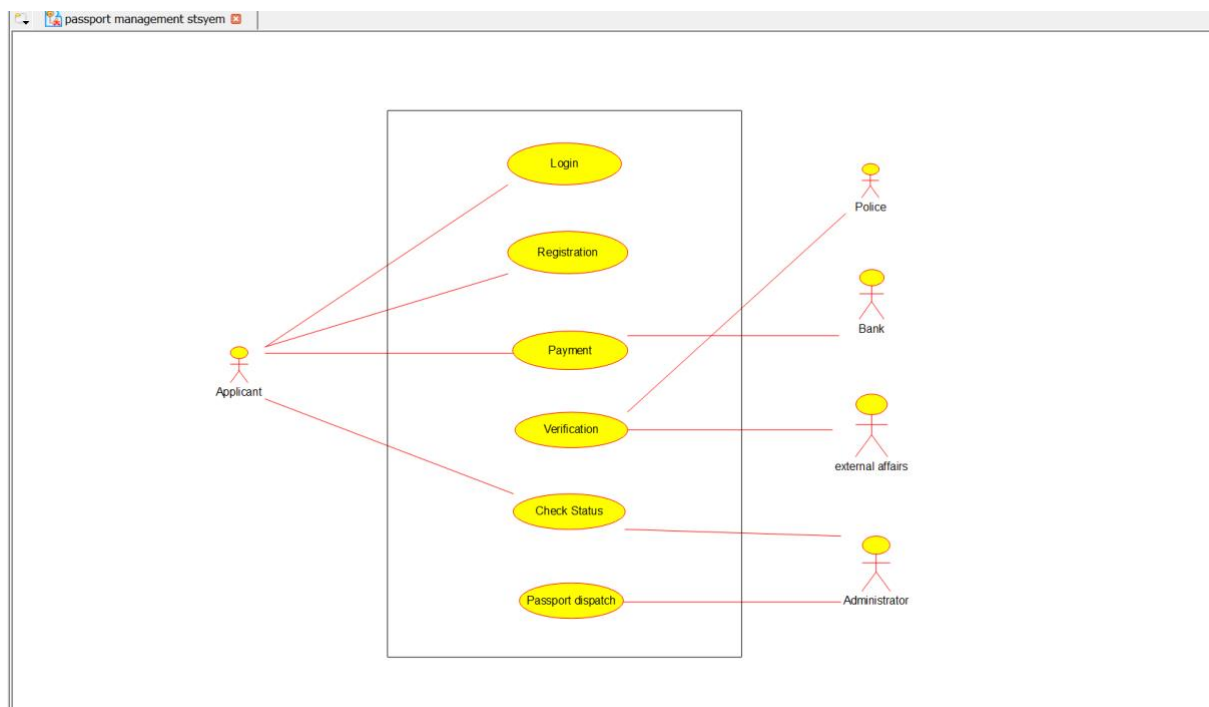 passport management stsyem
Login
Police
Registration
Bank
Payment
Applicant
Verification
external affairs
Check Status
Passport dispatch
Administrator